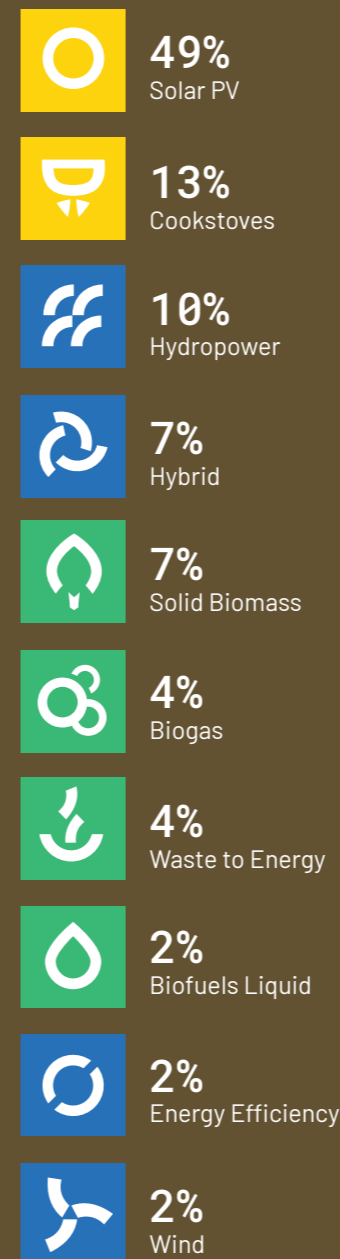 49%
Solar PV
13%
Cookstoves
10%
Hydropower
7%
Hybrid
7%
Solid Biomass
4%
Biogas
4%
Waste to Energy
2%
Biofuels Liquid
2%
Energy Efficiency
2%
Wind